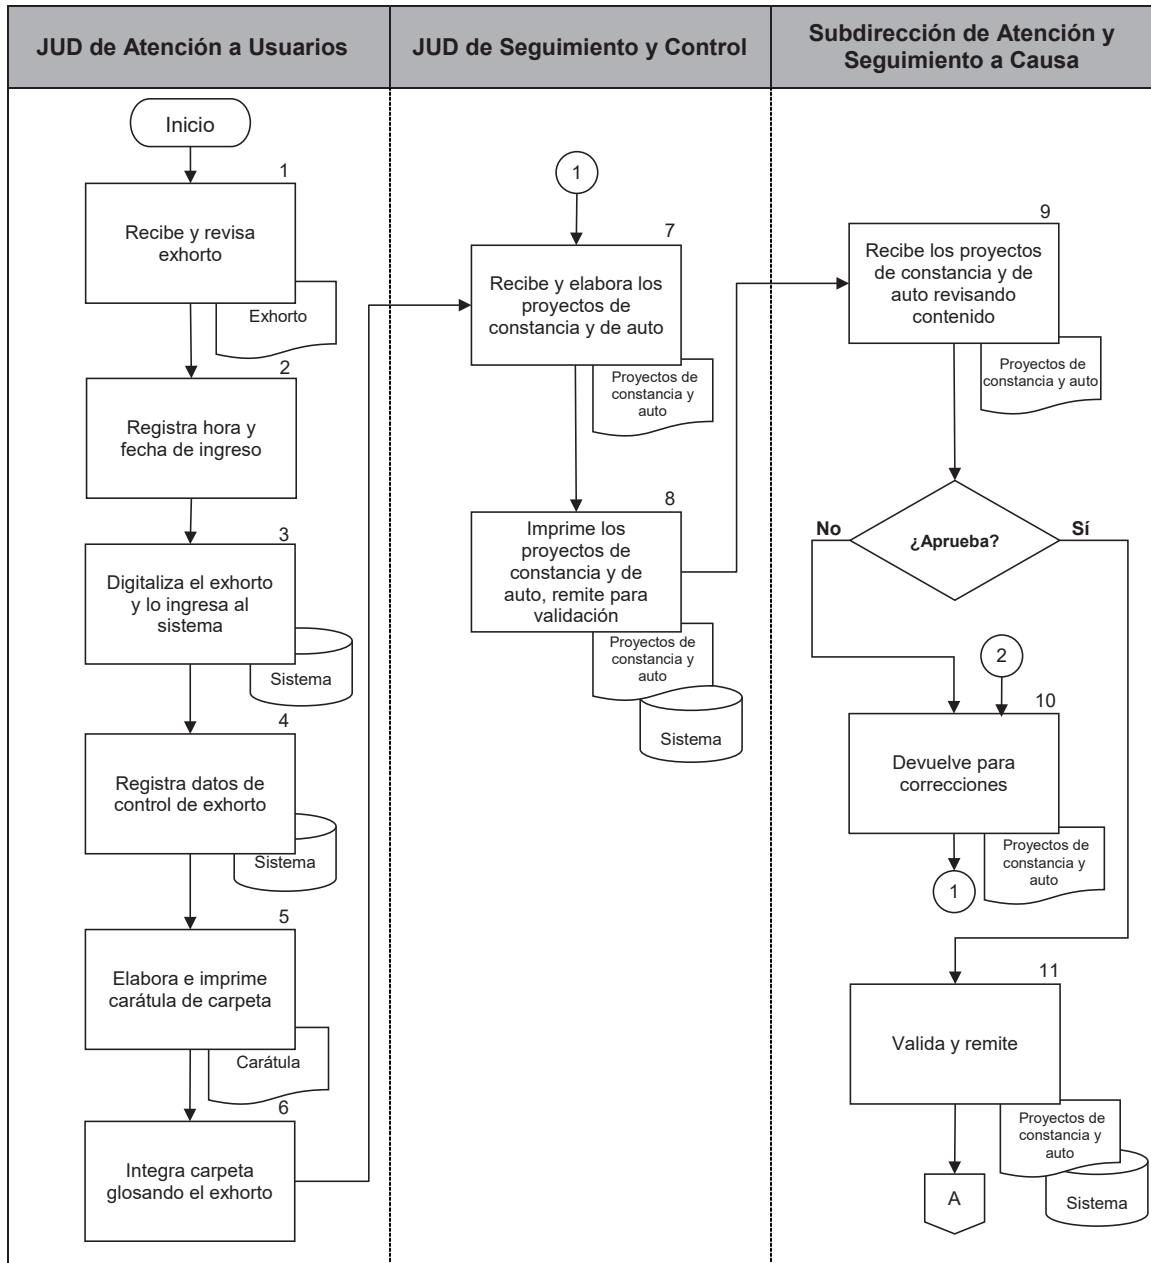 JUD de Atención a Usuarios
JUD de Seguimiento y Control
Subdirección de Atención y
Seguimiento a Causa
Inicio
1
Recibe y revisa
exhorto
Exhorto
2
Registra hora y
fecha de ingreso
3
Digitaliza el exhorto
y lo ingresa al
sistema
Sistema
4
Registra datos de
control de exhorto
Sistema
5
Elabora e imprime
carátula de carpeta
Carátula
6
Integra carpeta
glosando el exhorto
1
7
Recibe y elabora los
proyectos de
constancia y de auto
Proyectos de
constancia y
auto
8
Imprime los
proyectos de
constancia y de
auto, remite para
validación
Proyectos de
constancia y
auto
Sistema
9
Recibe los proyectos
de constancia y de
auto revisando
contenido
Proyectos de
constancia y auto
No
¿Aprueba?
Sí
2
10
Devuelve para
correcciones
Proyectos de
constancia y
auto
1
11
Valida y remite
Proyectos de
constancia y
auto
Sistema
A